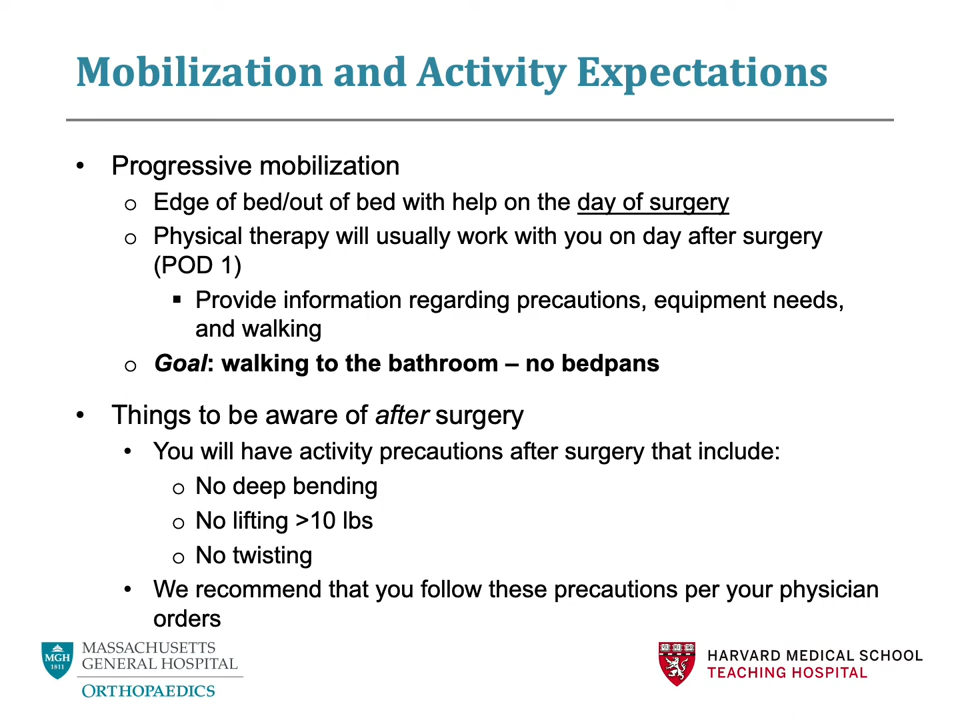 Mobilization and Activity Expectations
• Progressive mobilization
o Edge of bed/out of bed with help on the day of surgery
o Physical therapy will usually work with you on day after surgery
(POD 1)
▪ Provide information regarding precautions, equipment needs,
and walking
o Goal: walking to the bathroom – no bedpans
• Things to be aware of after surgery
• You will have activity precautions after surgery that include:
o No deep bending
o No lifting >10 lbs
o No twisting
• We recommend that you follow these precautions per your physician
orders
MGH
1811
MASSACHUSETTS
GENERAL HOSPITAL
ORTHOPAEDICS
HARVARD MEDICAL SCHOOL
TEACHING HOSPITAL